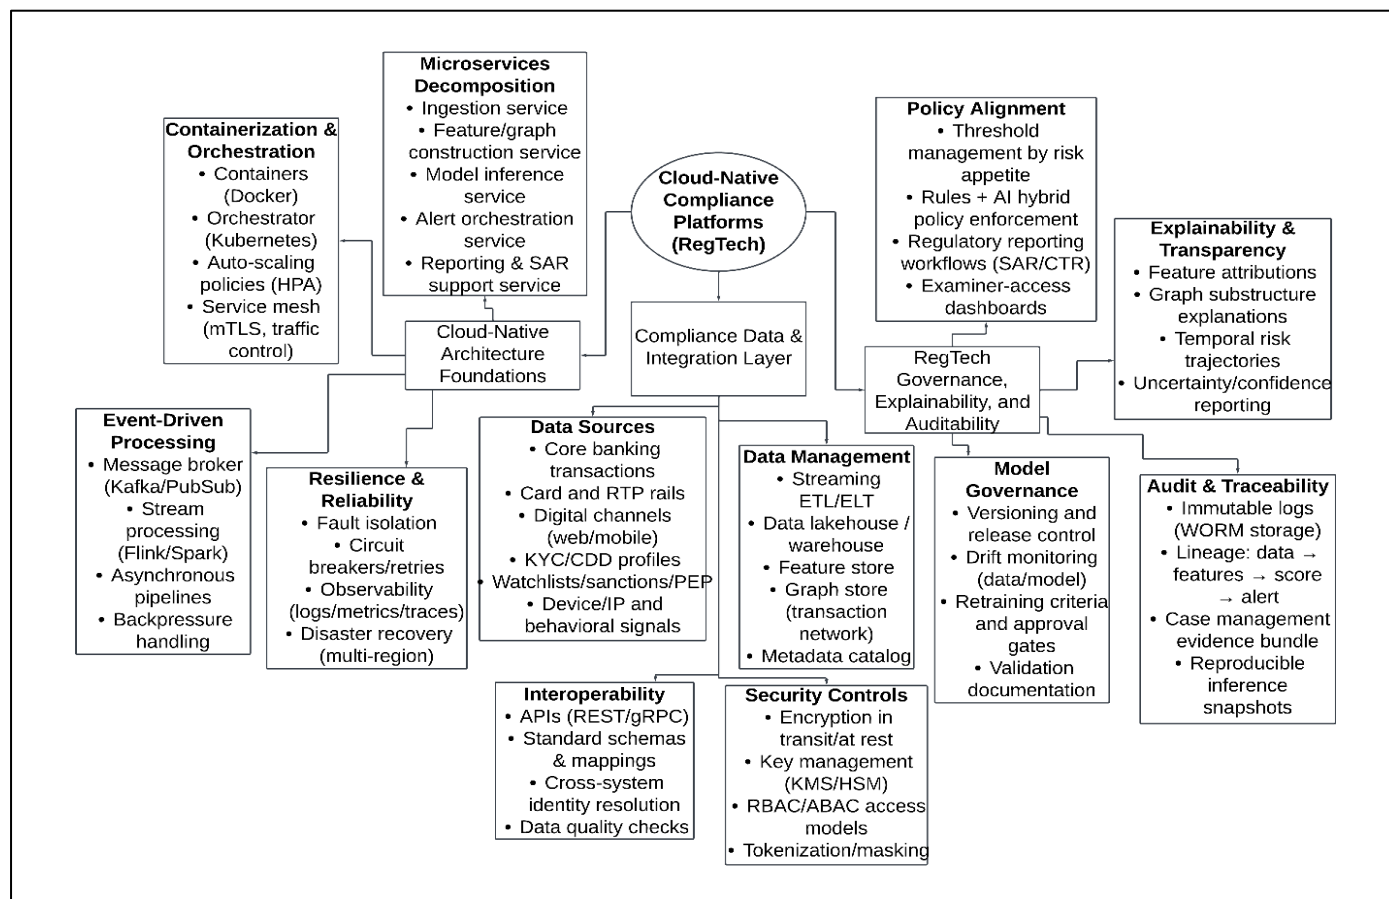 Cloud-Native
Compliance
Platforms
(RegTech)
Cloud-Native
Architecture
Foundations
Microservices
Decomposition
• Ingestion service
• Feature/graph
construction service
• Model inference
service
• Alert orchestration
service
• Reporting & SAR
support service
Containerization &
Orchestration
• Containers
(Docker)
• Orchestrator
(Kubernetes)
• Auto-scaling
policies (HPA)
• Service mesh
(mTLS, traffic
control)
Event-Driven
Processing
• Message broker
(Kafka/PubSub)
• Stream
processing
(Flink/Spark)
• Asynchronous
pipelines
• Backpressure
handling
Resilience &
Reliability
• Fault isolation
• Circuit
breakers/retries
• Observability
(logs/metrics/traces)
• Disaster recovery
(multi-region)
Compliance Data &
Integration Layer
Data Sources
• Core banking
transactions
• Card and RTP rails
• Digital channels
(web/mobile)
• KYC/CDD profiles
• Watchlists/sanctions/PEP
• Device/IP and
behavioral signals
Data Management
• Streaming
ETL/ELT
• Data lakehouse /
warehouse
• Feature store
• Graph store
(transaction
network)
• Metadata catalog
Interoperability
• APIs (REST/gRPC)
• Standard schemas
& mappings
• Cross-system
identity resolution
• Data quality checks
Security Controls
• Encryption in
transit/at rest
• Key management
(KMS/HSM)
• RBAC/ABAC access
models
• Tokenization/masking
RegTech
Governance,
Explainability, and
Auditability
Policy Alignment
• Threshold
management by risk
appetite
• Rules + AI hybrid
policy enforcement
• Regulatory reporting
workflows (SAR/CTR)
• Examiner-access
dashboards
Explainability &
Transparency
• Feature attributions
• Graph substructure
explanations
• Temporal risk
trajectories
• Uncertainty/confidence
reporting
Model
Governance
• Versioning and
release control
• Drift monitoring
(data/model)
• Retraining criteria
and approval
gates
• Validation
documentation
Audit & Traceability
• Immutable logs
(WORM storage)
• Lineage: data →
features → score
→ alert
• Case management
evidence bundle
• Reproducible
inference
snapshots